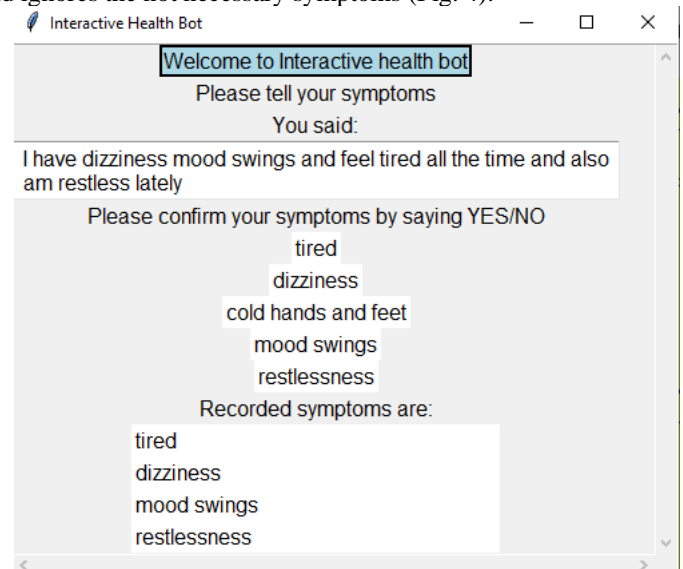 d ignores the not necessary symptoms (Fig. 4).
Interactive Health Bot
Welcome to Interactive health bot
Please tell your symptoms
You said:
I have dizziness mood swings and feel tired all the time and also
am restless lately
Please confirm your symptoms by saying YES/NO
tired
dizziness
cold hands and feet
mood swings
restlessness
Recorded symptoms are:
tired
dizziness
mood swings
restlessness